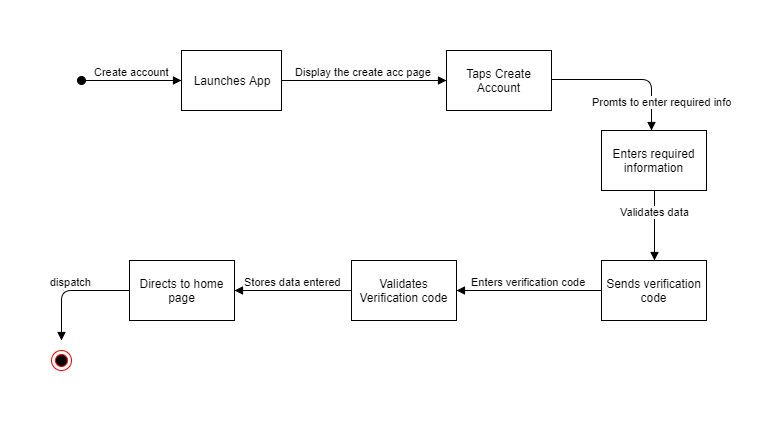 Create account
Launches App
Display the create acc page
Taps Create
Account
Promts to enter required info
Enters required
information
Validates data
Sends verification
code
Enters verification code
Validates
Verification code
Stores data entered
Directs to home
page
dispatch